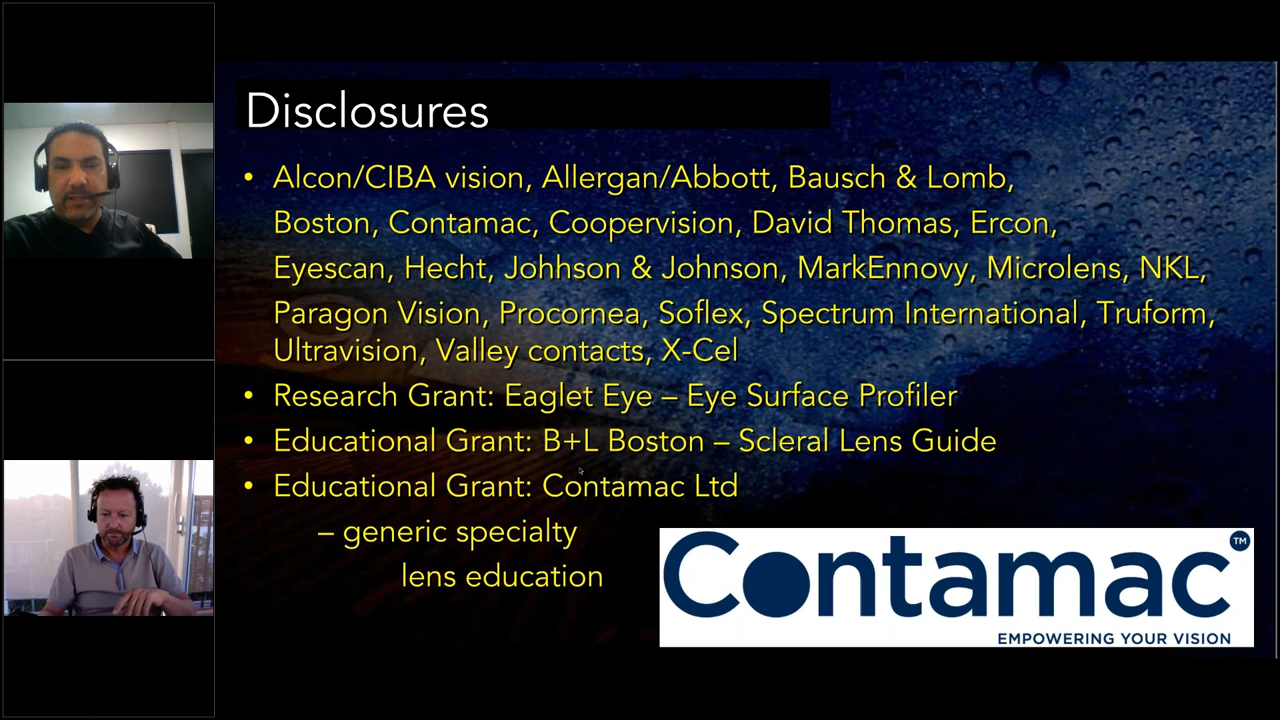 Disclosures
• Alcon/CIBA vision, Allergan/Abbott, Bausch & Lomb,
Boston, Contamac, Coopervision, David Thomas, Ercon,
Eyescan, Hecht, Johhson & Johnson, MarkEnnovy, Microlens, NKL,
Paragon Vision, Procornea, Soflex, Spectrum International, Truform,
Ultravision, Valley contacts, X-Cel
• Research Grant: Eaglet Eye – Eye Surface Profiler
• Educational Grant: B+L Boston – Scleral Lens Guide
• Educational Grant: Contamac Ltd
– generic specialty
lens education
Contamac™
EMPOWERING YOUR VISION